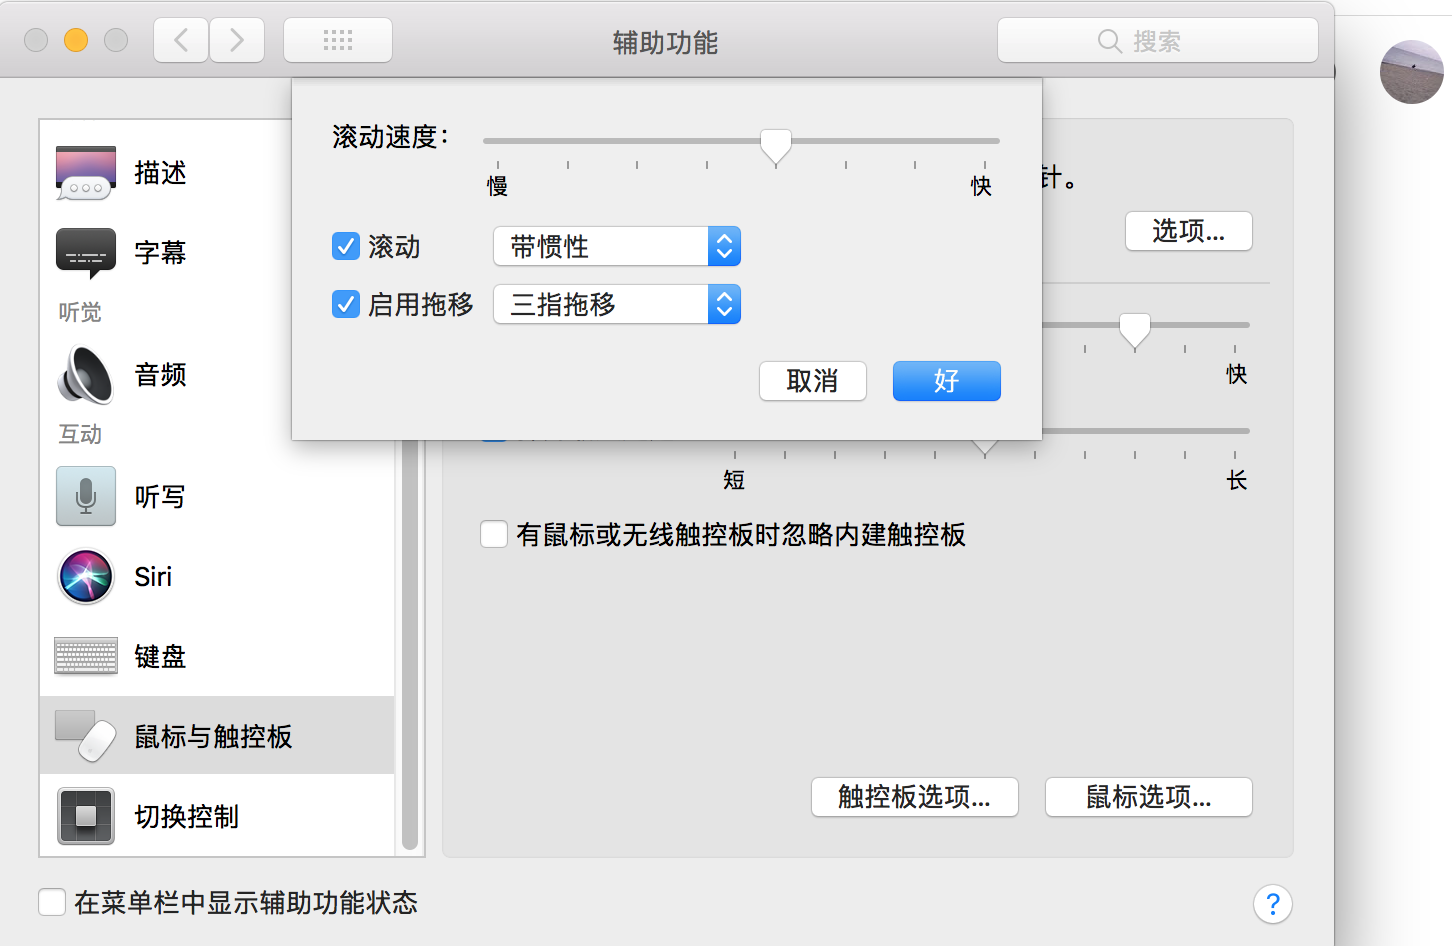 辅助功能
搜索
描述
字幕
听觉
音频
互动
听写
Siri
键盘
鼠标与触控板
切换控制
滚动速度：
慢
快
滚动
带惯性
启用拖移
三指拖移
取消
好
针。
选项...
快
短
长
有鼠标或无线触控板时忽略内建触控板
触控板选项...
鼠标选项...
在菜单栏中显示辅助功能状态
?